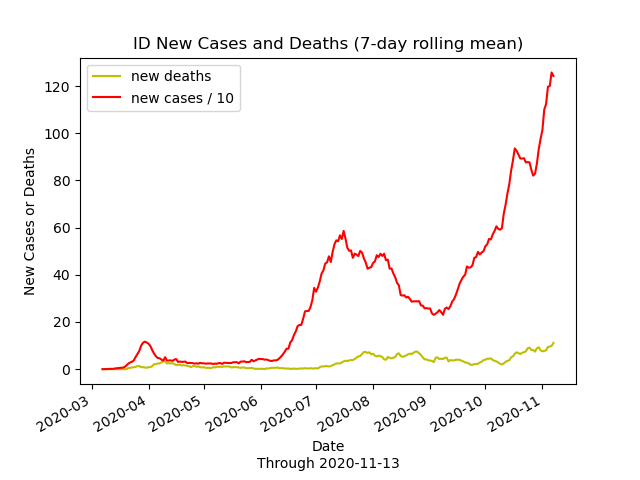 ID New Cases and Deaths (7-day rolling mean)
new deaths
new cases / 10
New Cases or Deaths
120
100
80
60
40
20
0
2020-03
2020-04
2020-05
2020-06
2020-07
2020-08
2020-09
2020-10
2020-11
Date
Through 2020-11-13